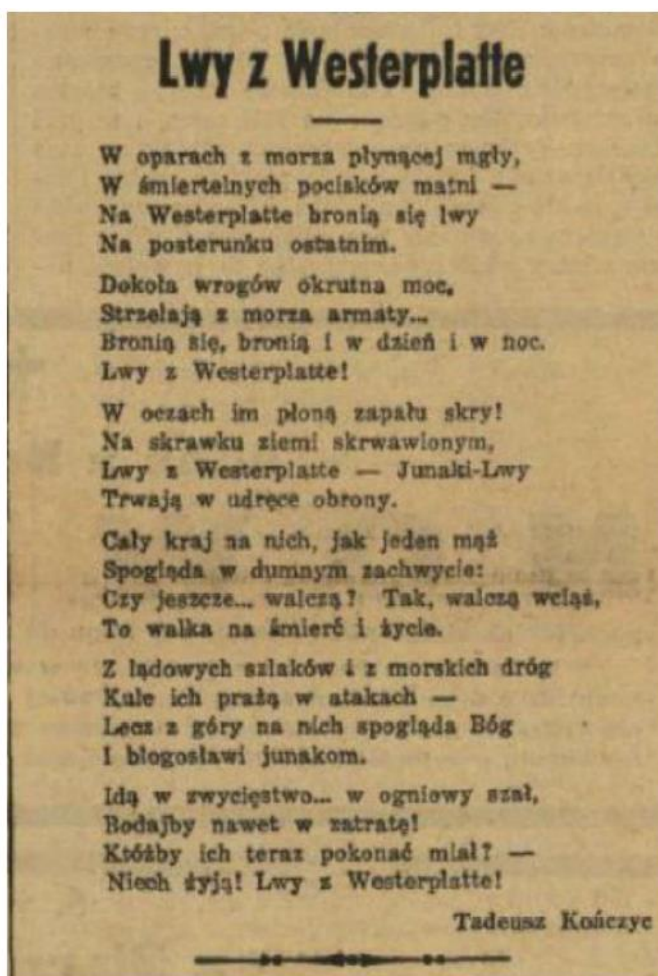 Lwy z Westerplatte
W oparach z morza płynącej mgły,
W śmiertelnych pocisków matni —
Na Westerplatte bronią się lwy
Na posterunku ostatnim.
Dokoła wrogów okrutna moc,
Strzelają z morza armaty...
Bronią się, bronią i w dzień i w noc.
Lwy z Westerplatte!
W oczach im płoną zapału skry!
Na skrawku ziemi skrwawionym,
Lwy z Westerplatte — Junaki-Lwy
Trwają w udręce obrony.
Cały kraj na nich, jak jeden mąż
Spogląda w dumnym zachwycie:
Czy jeszcze... walczą? Tak, walczą wciąż,
To walka na śmierć i życie.
Z lądowych szlaków i z morskich dróg
Kule ich prażą w atakach —
Lecz z góry na nich spogląda Bóg
I błogosławi junakom.
Idą w zwycięstwo... w ogniowy szał,
Bodajby nawet w zatratę!
Któżby ich teraz pokonać miał? —
Niech żyją! Lwy z Westerplatte!
Tadeusz Kończyc